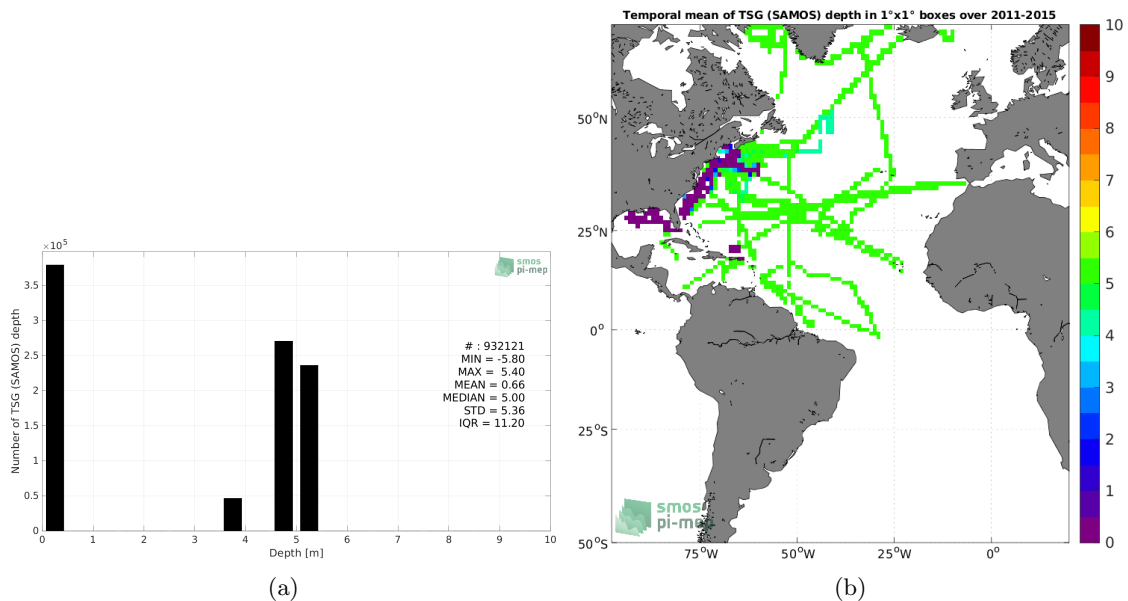 Temporal mean of TSG (SAMOS) depth in 1°x1° boxes over 2011-2015
×10⁵
smos
pi-mep
Number of TSG (SAMOS) depth
3.5
3
2.5
2
1.5
1
0.5
0
# : 932121
MIN = -5.80
MAX = 5.40
MEAN = 0.66
MEDIAN = 5.00
STD = 5.36
IQR = 11.20
0 1 2 3 4 5 6 7 8 9 10
Depth [m]
(a)
50°N
25°N
0°
25°S
50°S
75°W 50°W 25°W 0°
smos
pi-mep
10
9
8
7
6
5
4
3
2
1
0
(b)